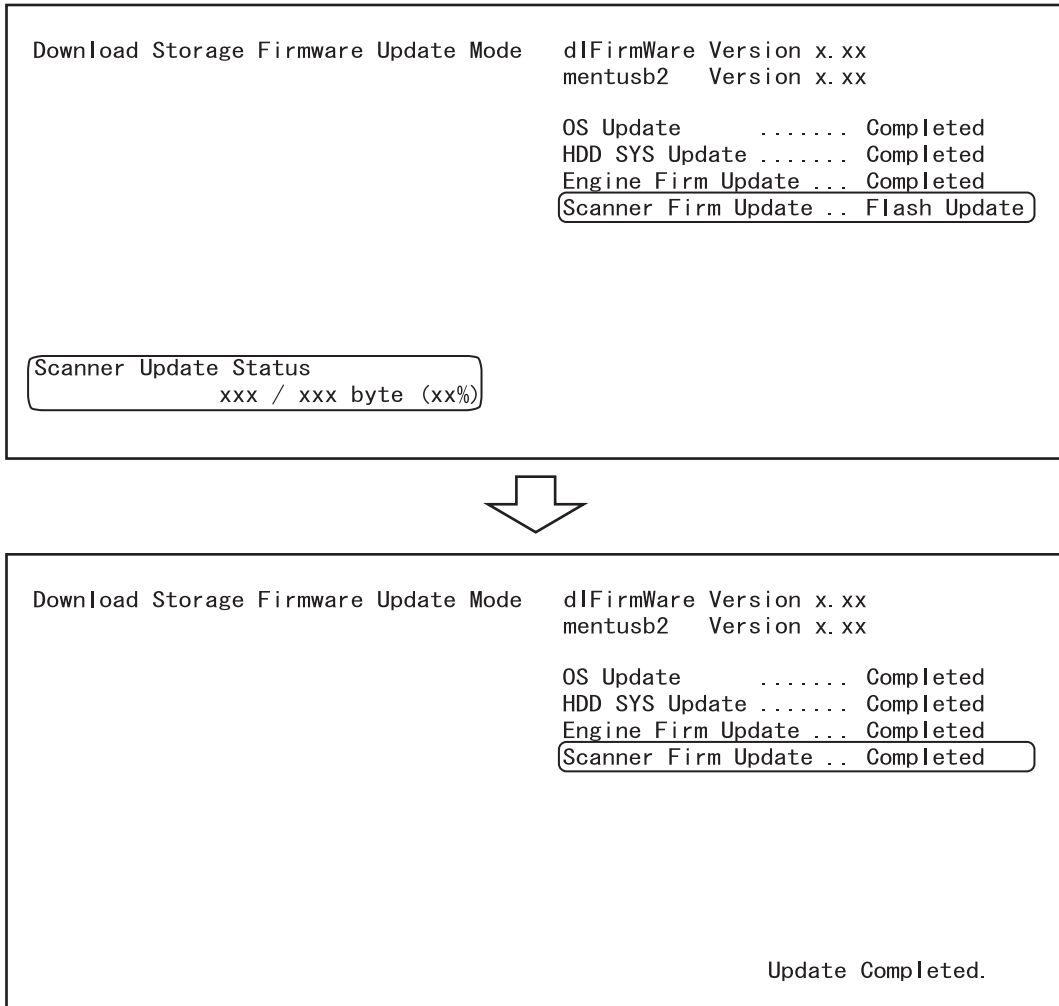 Download Storage Firmware Update Mode dlFirmWare Version x.xx
mentusb2 Version x.xx
OS Update ....... Completed
HDD SYS Update ....... Completed
Engine Firm Update ... Completed
Scanner Firm Update .. Flash Update
Scanner Update Status
xxx / xxx byte (xx%)
Download Storage Firmware Update Mode dlFirmWare Version x.xx
mentusb2 Version x.xx
OS Update ....... Completed
HDD SYS Update ....... Completed
Engine Firm Update ... Completed
Scanner Firm Update .. Completed
Update Completed.